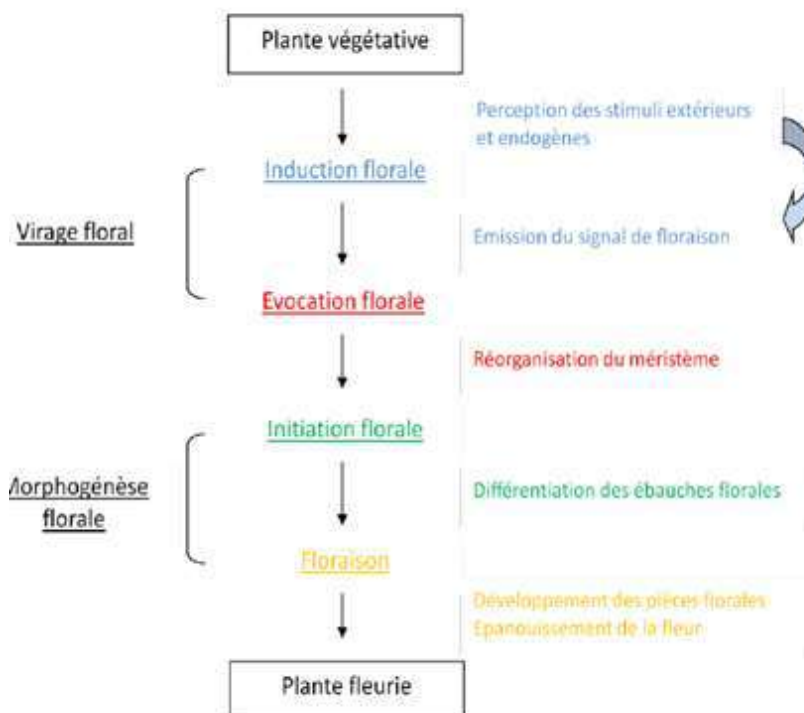 Plante végétative
Perception des stimuli extérieurs
et endogènes
Induction florale
Virage floral
Emission du signal de floraison
Evocation florale
Réorganisation du méristème
Initiation florale
Morphogénèse
florale
Différentiation des ébauches florales
Floraison
Développement des pièces florales
Epanouissement de la fleur
Plante fleurie